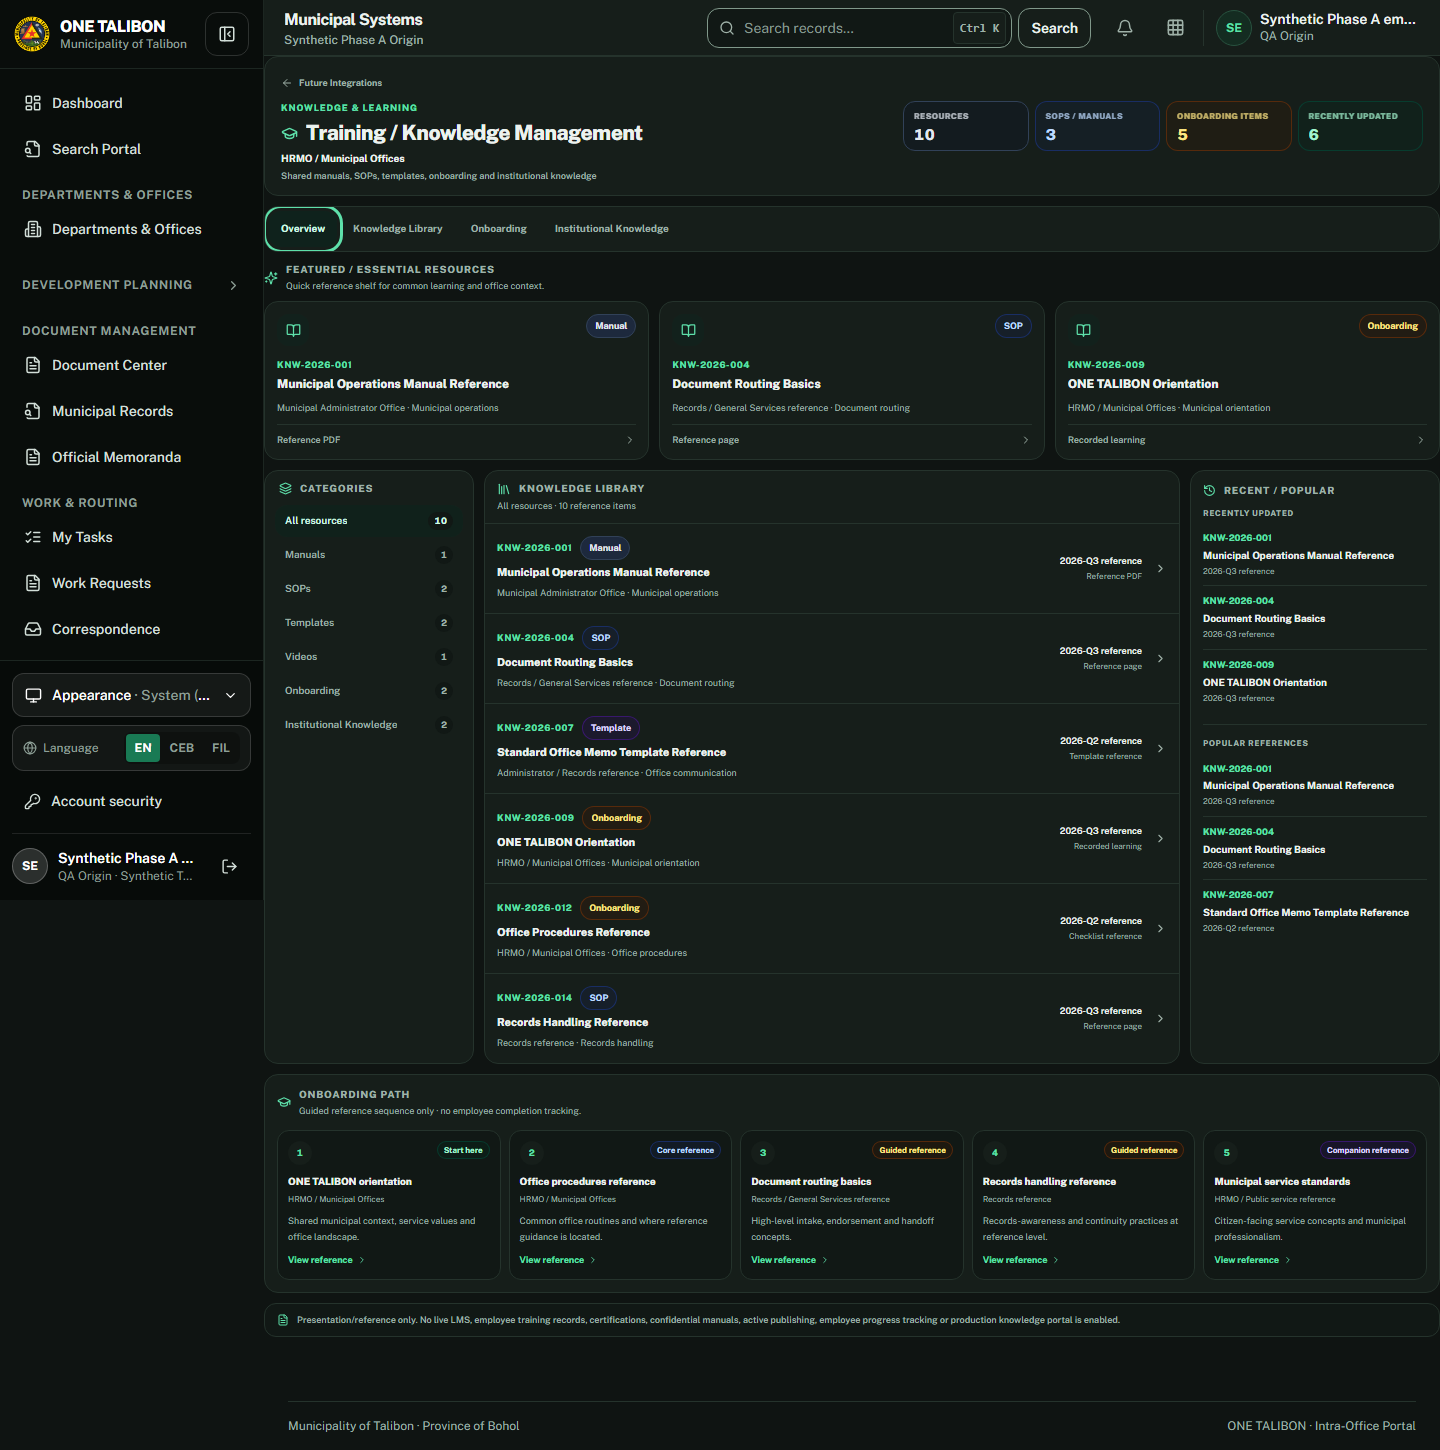 ONE TALIBON
Municipality of Talibon
Dashboard
Search Portal
DEPARTMENTS & OFFICES
Departments & Offices
DEVELOPMENT PLANNING
DOCUMENT MANAGEMENT
Document Center
Municipal Records
Official Memoranda
WORK & ROUTING
My Tasks
Work Requests
Correspondence
Appearance · System (...
Language EN CEB FIL
Account security
SE Synthetic Phase A ...
QA Origin · Synthetic T...
Municipal Systems
Synthetic Phase A Origin
Search records... Ctrl K Search
SE Synthetic Phase A em...
QA Origin
Future Integrations
KNOWLEDGE & LEARNING
Training / Knowledge Management
HRMO / Municipal Offices
Shared manuals, SOPs, templates, onboarding and institutional knowledge
RESOURCES
10
SOPS / MANUALS
3
ONBOARDING ITEMS
5
RECENTLY UPDATED
6
Overview Knowledge Library Onboarding Institutional Knowledge
FEATURED / ESSENTIAL RESOURCES
Quick reference shelf for common learning and office context.
Manual
KNW-2026-001
Municipal Operations Manual Reference
Municipal Administrator Office · Municipal operations
Reference PDF
SOP
KNW-2026-004
Document Routing Basics
Records / General Services reference · Document routing
Reference page
Onboarding
KNW-2026-009
ONE TALIBON Orientation
HRMO / Municipal Offices · Municipal orientation
Recorded learning
CATEGORIES
All resources 10
Manuals 1
SOPs 2
Templates 2
Videos 1
Onboarding 2
Institutional Knowledge 2
KNOWLEDGE LIBRARY
All resources · 10 reference items
KNW-2026-001 Manual
Municipal Operations Manual Reference
Municipal Administrator Office · Municipal operations
2026-Q3 reference
Reference PDF
KNW-2026-004 SOP
Document Routing Basics
Records / General Services reference · Document routing
2026-Q3 reference
Reference page
KNW-2026-007 Template
Standard Office Memo Template Reference
Administrator / Records reference · Office communication
2026-Q2 reference
Template reference
KNW-2026-009 Onboarding
ONE TALIBON Orientation
HRMO / Municipal Offices · Municipal orientation
2026-Q3 reference
Recorded learning
KNW-2026-012 Onboarding
Office Procedures Reference
HRMO / Municipal Offices · Office procedures
2026-Q2 reference
Checklist reference
KNW-2026-014 SOP
Records Handling Reference
Records reference · Records handling
2026-Q3 reference
Reference page
RECENT / POPULAR
RECENTLY UPDATED
KNW-2026-001
Municipal Operations Manual Reference
2026-Q3 reference
KNW-2026-004
Document Routing Basics
2026-Q3 reference
KNW-2026-009
ONE TALIBON Orientation
2026-Q3 reference
POPULAR REFERENCES
KNW-2026-001
Municipal Operations Manual Reference
2026-Q3 reference
KNW-2026-004
Document Routing Basics
2026-Q3 reference
KNW-2026-007
Standard Office Memo Template Reference
2026-Q2 reference
ONBOARDING PATH
Guided reference sequence only · no employee completion tracking.
1 Start here
ONE TALIBON orientation
HRMO / Municipal Offices
Shared municipal context, service values and
office landscape.
View reference
2 Core reference
Office procedures reference
HRMO / Municipal Offices
Common office routines and where reference
guidance is located.
View reference
3 Guided reference
Document routing basics
Records / General Services reference
High-level intake, endorsement and handoff
concepts.
View reference
4 Guided reference
Records handling reference
Records reference
Records-awareness and continuity practices at
reference level.
View reference
5 Companion reference
Municipal service standards
HRMO / Public service reference
Citizen-facing service concepts and municipal
professionalism.
View reference
Presentation/reference only. No live LMS, employee training records, certifications, confidential manuals, active publishing, employee progress tracking or production knowledge portal is enabled.
Municipality of Talibon · Province of Bohol
ONE TALIBON · Intra-Office Portal